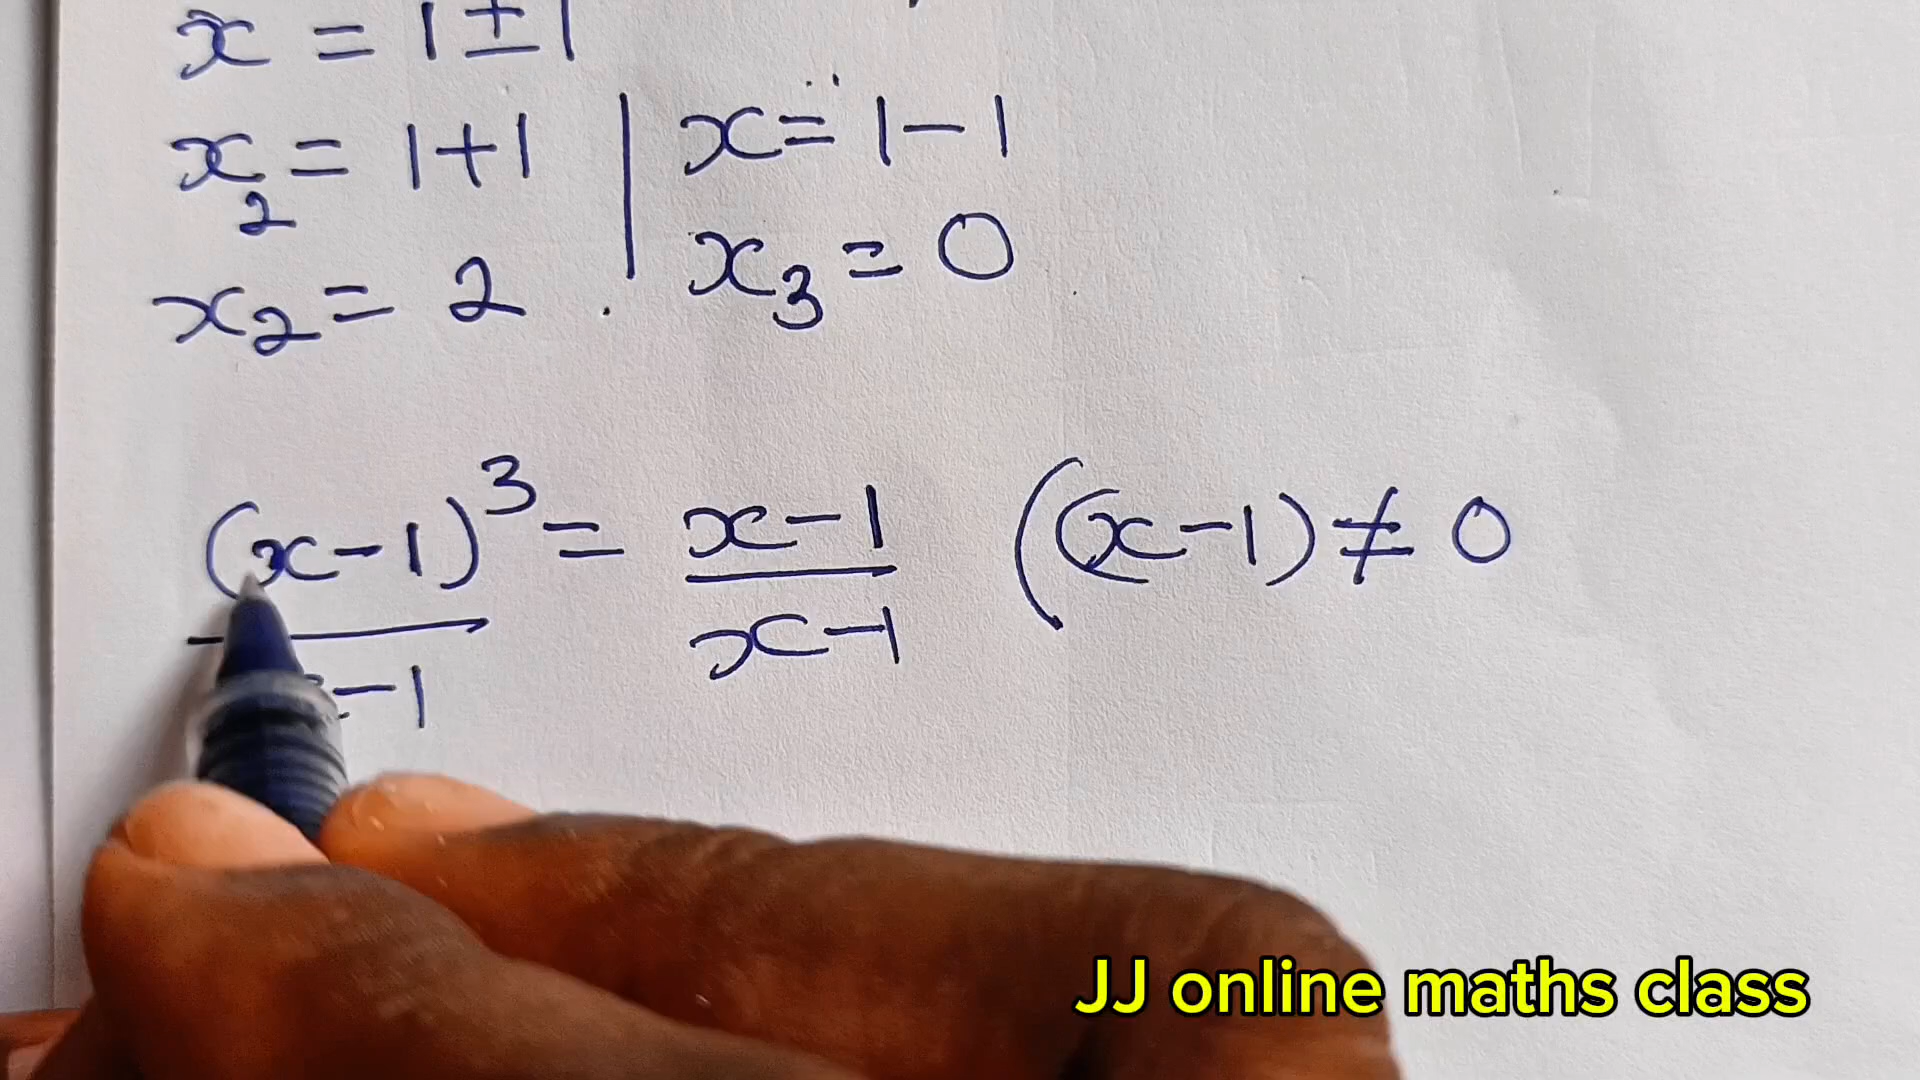 x = 1 ± 1
x₂ = 1+1 | x = 1 - 1
x₂ = 2 . x₃ = 0
(x-1)³ = x-1 ((x-1) ≠ 0
-1 x-1
JJ online maths class